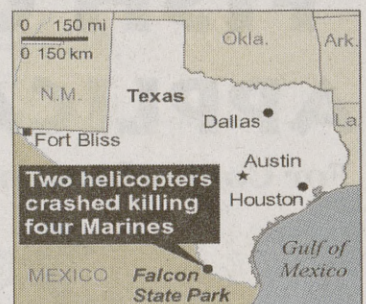 0 150 mi
0 150 km
Okla.
Ark.
N.M.
Texas
Dallas
La.
Fort Bliss
Austin
Houston
Two helicopters
crashed killing
four Marines
Gulf of
Mexico
MEXICO
Falcon
State Park